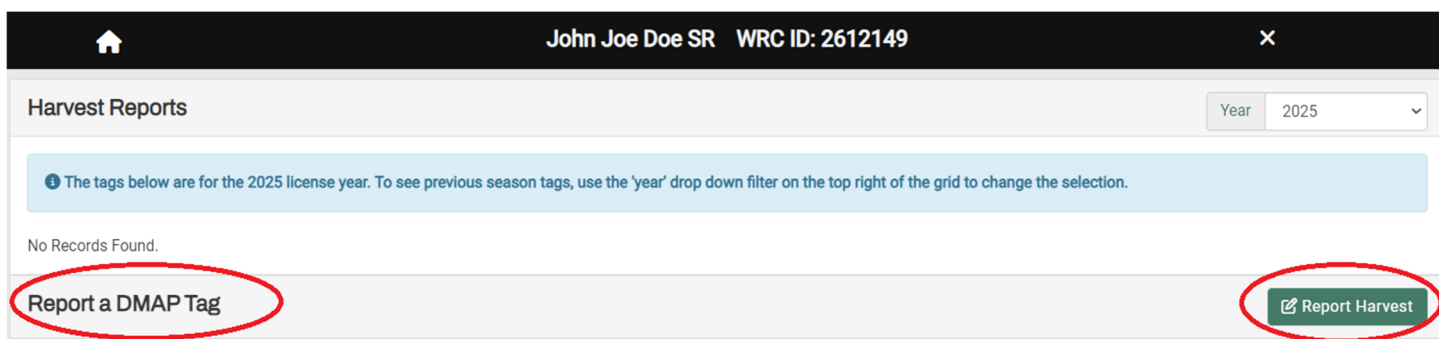 John Joe Doe SR WRC ID: 2612149
Harvest Reports
Year 2025
The tags below are for the 2025 license year. To see previous season tags, use the 'year' drop down filter on the top right of the grid to change the selection.
No Records Found.
Report a DMAP Tag
Report Harvest